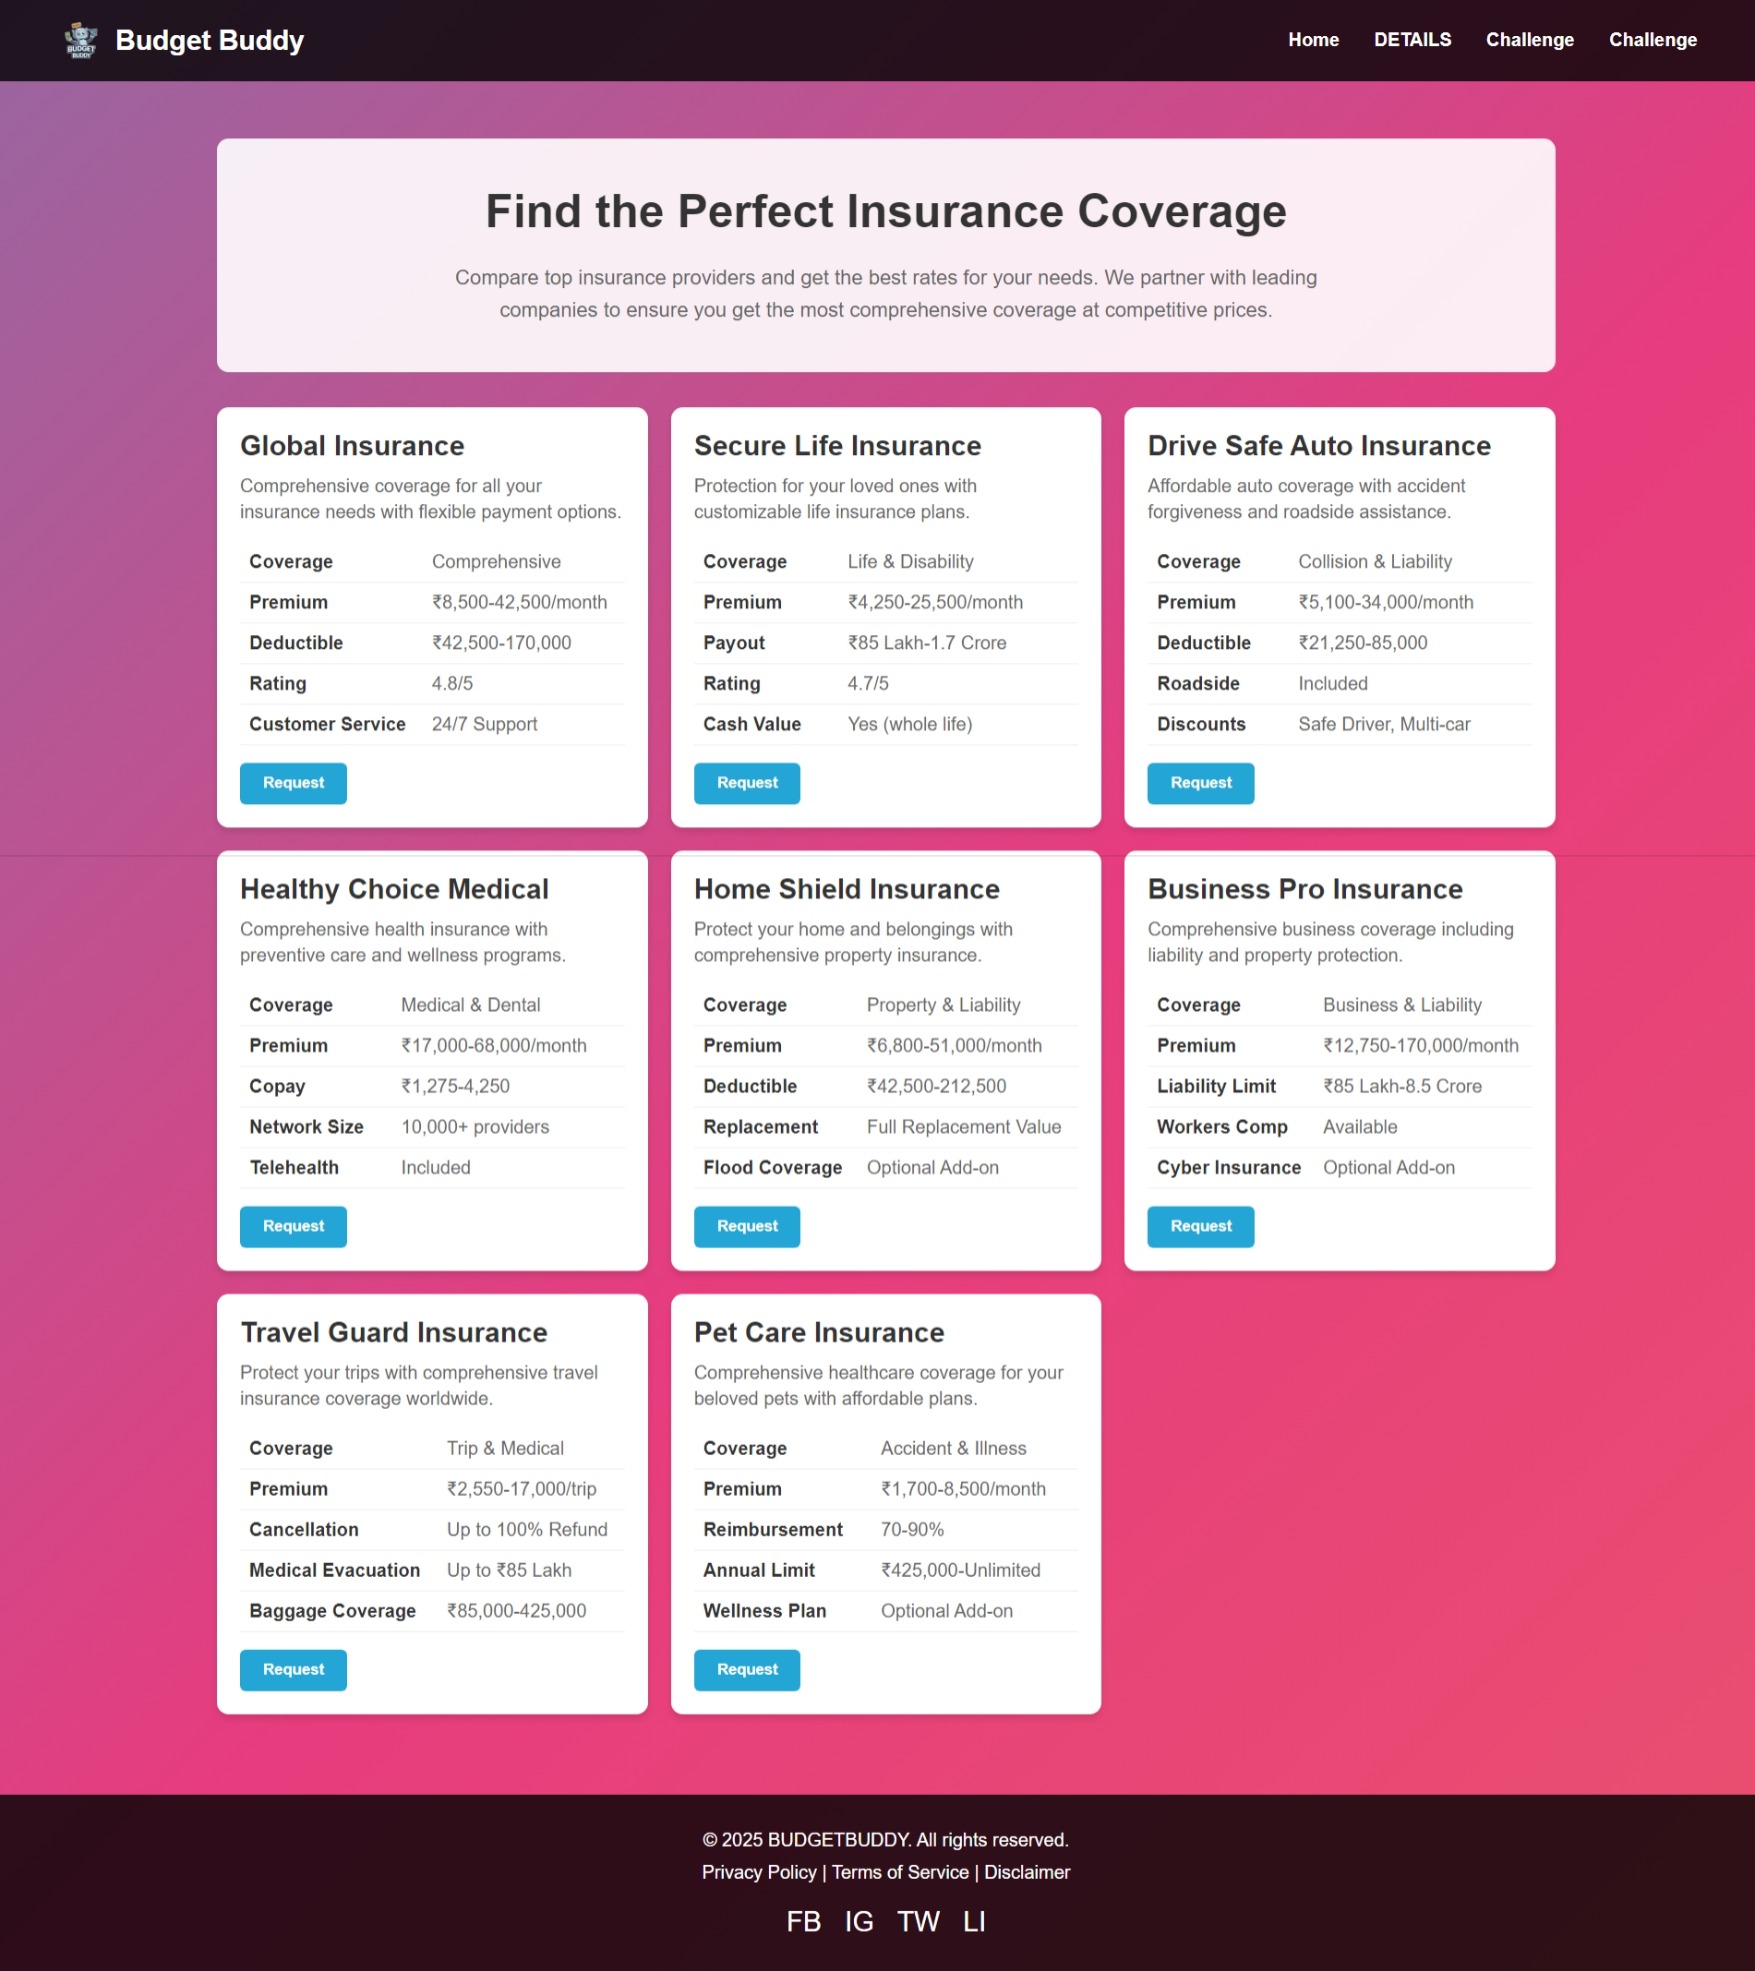 BUDGET
BUDDY
Budget Buddy
Home DETAILS Challenge Challenge
Find the Perfect Insurance Coverage
Compare top insurance providers and get the best rates for your needs. We partner with leading
companies to ensure you get the most comprehensive coverage at competitive prices.
Global Insurance
Comprehensive coverage for all your
insurance needs with flexible payment options.
Coverage Comprehensive
Premium ₹8,500-42,500/month
Deductible ₹42,500-170,000
Rating 4.8/5
Customer Service 24/7 Support
Request
Secure Life Insurance
Protection for your loved ones with
customizable life insurance plans.
Coverage Life & Disability
Premium ₹4,250-25,500/month
Payout ₹85 Lakh-1.7 Crore
Rating 4.7/5
Cash Value Yes (whole life)
Request
Drive Safe Auto Insurance
Affordable auto coverage with accident
forgiveness and roadside assistance.
Coverage Collision & Liability
Premium ₹5,100-34,000/month
Deductible ₹21,250-85,000
Roadside Included
Discounts Safe Driver, Multi-car
Request
Healthy Choice Medical
Comprehensive health insurance with
preventive care and wellness programs.
Coverage Medical & Dental
Premium ₹17,000-68,000/month
Copay ₹1,275-4,250
Network Size 10,000+ providers
Telehealth Included
Request
Home Shield Insurance
Protect your home and belongings with
comprehensive property insurance.
Coverage Property & Liability
Premium ₹6,800-51,000/month
Deductible ₹42,500-212,500
Replacement Full Replacement Value
Flood Coverage Optional Add-on
Request
Business Pro Insurance
Comprehensive business coverage including
liability and property protection.
Coverage Business & Liability
Premium ₹12,750-170,000/month
Liability Limit ₹85 Lakh-8.5 Crore
Workers Comp Available
Cyber Insurance Optional Add-on
Request
Travel Guard Insurance
Protect your trips with comprehensive travel
insurance coverage worldwide.
Coverage Trip & Medical
Premium ₹2,550-17,000/trip
Cancellation Up to 100% Refund
Medical Evacuation Up to ₹85 Lakh
Baggage Coverage ₹85,000-425,000
Request
Pet Care Insurance
Comprehensive healthcare coverage for your
beloved pets with affordable plans.
Coverage Accident & Illness
Premium ₹1,700-8,500/month
Reimbursement 70-90%
Annual Limit ₹425,000-Unlimited
Wellness Plan Optional Add-on
Request
© 2025 BUDGETBUDDY. All rights reserved.
Privacy Policy | Terms of Service | Disclaimer
FB IG TW LI